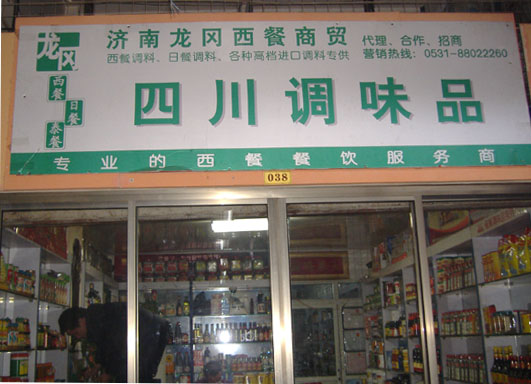 龙冈
西餐
日餐
泰餐
济南龙冈西餐商贸
代理、合作、招商
西餐调料、日餐调料、各种高档进口调料专供
营销热线：0531-88022260
四川调味品
专业的西餐餐饮服务商
038